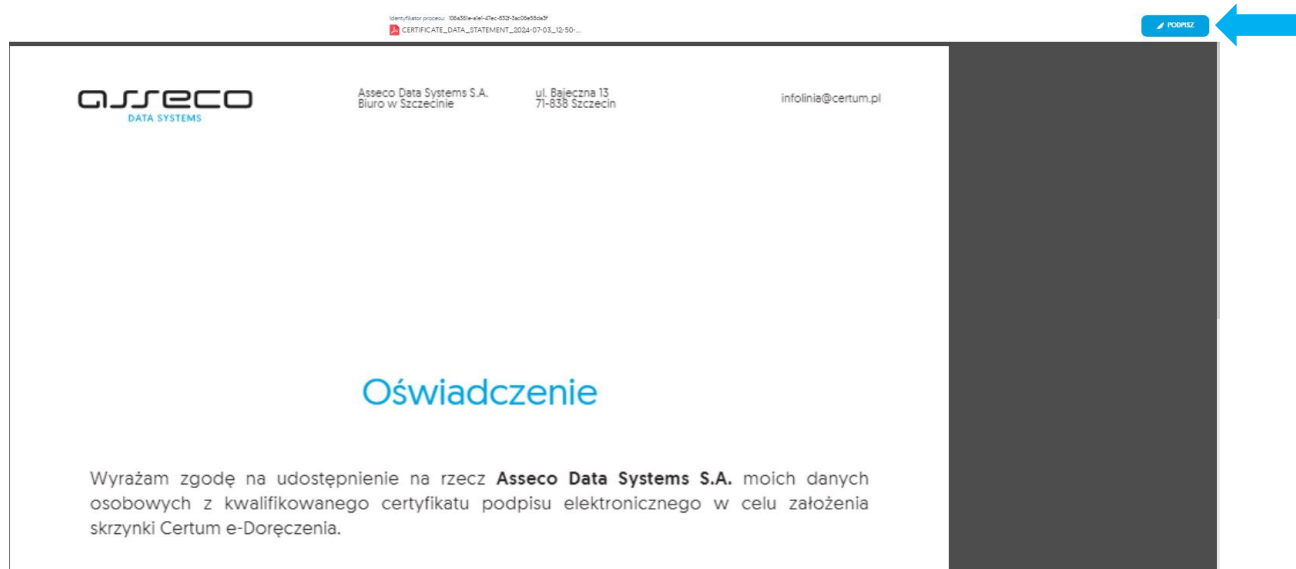 Identyfikator procesu:
CERTIFICATE_DATA_STATEMENT_2024-07-03_12-50-...
PODPISZ
asseco
DATA SYSTEMS
Asseco Data Systems S.A.
Biuro w Szczecinie
ul. Bajeczna 13
71-838 Szczecin
infolinia@certum.pl
Oświadczenie
Wyrażam zgodę na udostępnienie na rzecz Asseco Data Systems S.A. moich danych
osobowych z kwalifikowanego certyfikatu podpisu elektronicznego w celu założenia
skrzynki Certum e-Doręczenia.